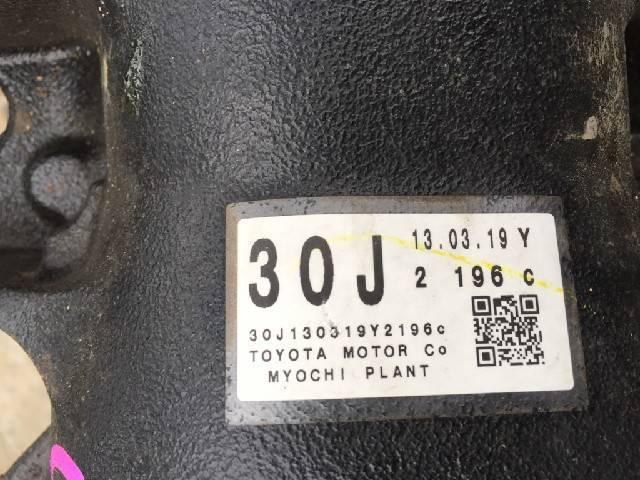 30J 13.03.19 Y
2 196 C
30J130319Y2196c
TOYOTA MOTOR Co
MYOCHI PLANT